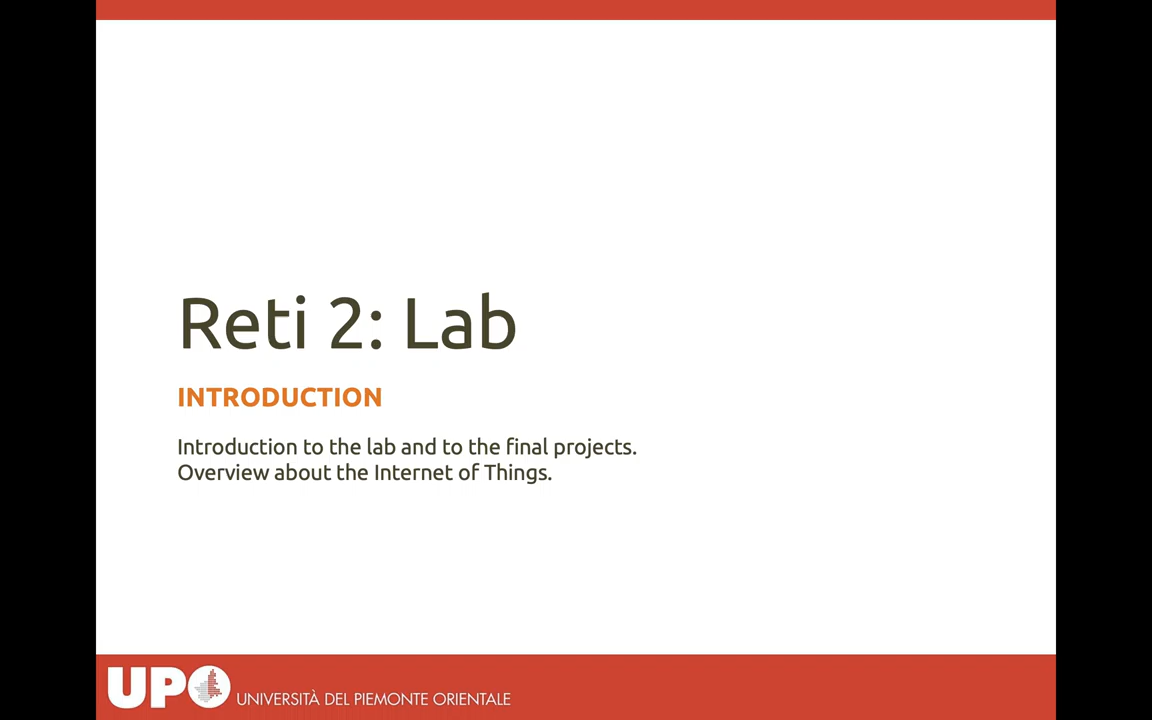 Reti 2: Lab
INTRODUCTION
Introduction to the lab and to the final projects.
Overview about the Internet of Things.
UPO UNIVERSITÀ DEL PIEMONTE ORIENTALE